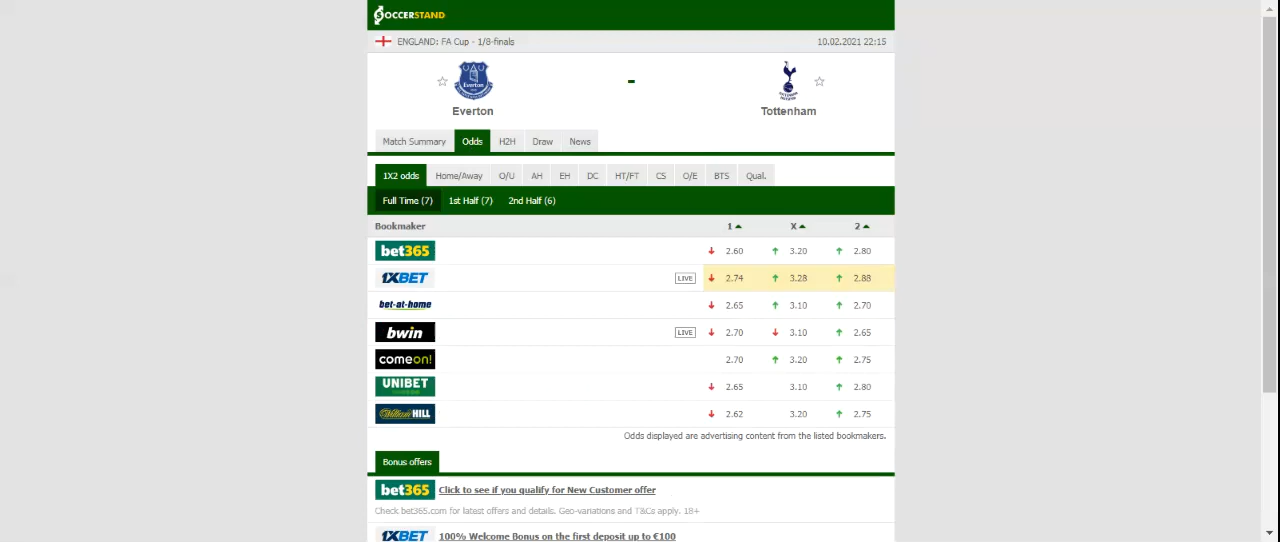 SOCCERSTAND
ENGLAND: FA Cup - 1/8-finals 10.02.2021 22:15
Everton
-
Everton Tottenham
Match Summary Odds H2H Draw News
1X2 odds Home/Away O/U AH EH DC HT/FT CS O/E BTS Qual.
Full Time (7) 1st Half (7) 2nd Half (6)
Bookmaker 1 X 2
bet365 2.60 3.20 2.80
1XBET LIVE 2.74 3.28 2.88
bet-at-home 2.65 3.10 2.70
bwin LIVE 2.70 3.10 2.65
comeon! 2.70 3.20 2.75
UNIBET 2.65 3.10 2.80
William HILL 2.62 3.20 2.75
Odds displayed are advertising content from the listed bookmakers.
Bonus offers
bet365 Click to see if you qualify for New Customer offer
Check bet365.com for latest offers and details. Geo-variations and T&Cs apply. 18+
1XBET 100% Welcome Bonus on the first deposit up to €100